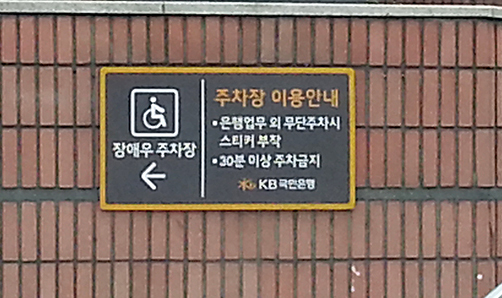 장애우 주차장
←
주차장 이용안내
•은행업무 외 무단주차시
스티커 부착
•30분 이상 주차금지
KB국민은행